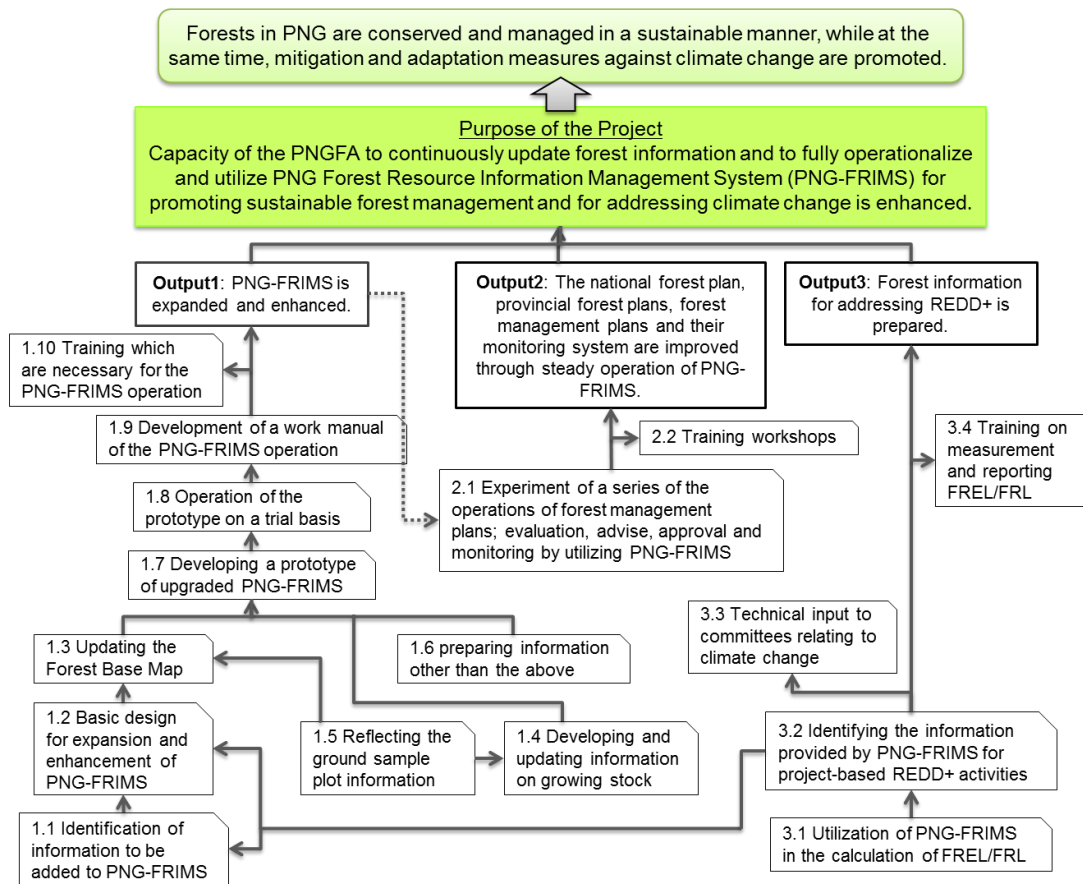 Forests in PNG are conserved and managed in a sustainable manner, while at the
same time, mitigation and adaptation measures against climate change are promoted.
Purpose of the Project
Capacity of the PNGFA to continuously update forest information and to fully operationalize
and utilize PNG Forest Resource Information Management System (PNG-FRIMS) for
promoting sustainable forest management and for addressing climate change is enhanced.
Output1: PNG-FRIMS is
expanded and enhanced.
Output2: The national forest plan,
provincial forest plans, forest
management plans and their
monitoring system are improved
through steady operation of PNG-
FRIMS.
Output3: Forest information
for addressing REDD+ is
prepared.
1.10 Training which
are necessary for the
PNG-FRIMS operation
1.9 Development of a work manual
of the PNG-FRIMS operation
2.2 Training workshops
3.4 Training on
measurement
and reporting
FREL/FRL
1.8 Operation of the
prototype on a trial basis
2.1 Experiment of a series of the
operations of forest management
plans; evaluation, advise, approval and
monitoring by utilizing PNG-FRIMS
1.7 Developing a prototype
of upgraded PNG-FRIMS
3.3 Technical input to
committees relating to
climate change
1.3 Updating the
Forest Base Map
1.6 preparing information
other than the above
1.2 Basic design
for expansion and
enhancement of
PNG-FRIMS
1.5 Reflecting the
ground sample
plot information
1.4 Developing and
updating information
on growing stock
3.2 Identifying the information
provided by PNG-FRIMS for
project-based REDD+ activities
1.1 Identification of
information to be
added to PNG-FRIMS
3.1 Utilization of PNG-FRIMS
in the calculation of FREL/FRL